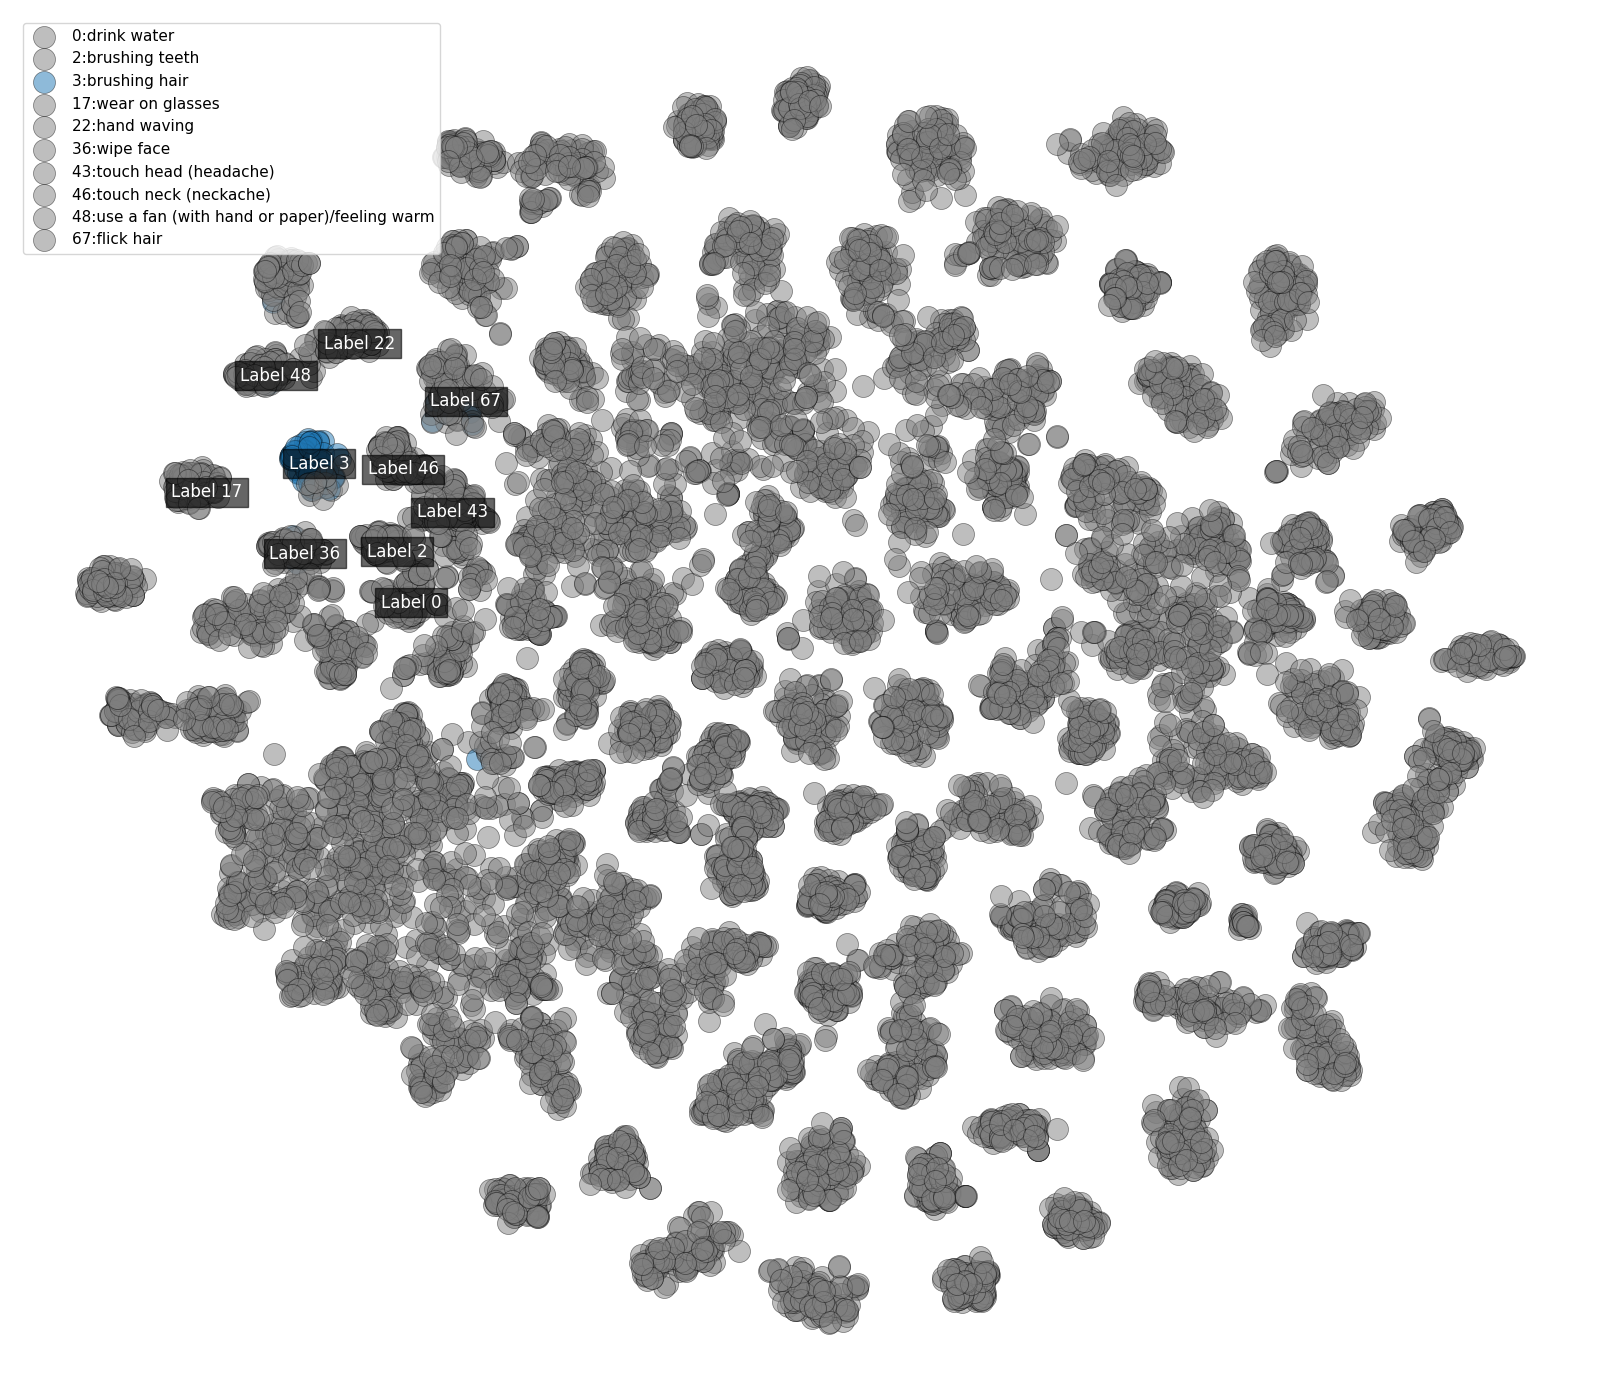 0:drink water
2:brushing teeth
3:brushing hair
17:wear on glasses
22:hand waving
36:wipe face
43:touch head (headache)
46:touch neck (neckache)
48:use a fan (with hand or paper)/feeling warm
67:flick hair
Label 22
Label 48
Label 67
Label 3
Label 46
Label 17
Label 43
Label 36
Label 2
Label 0